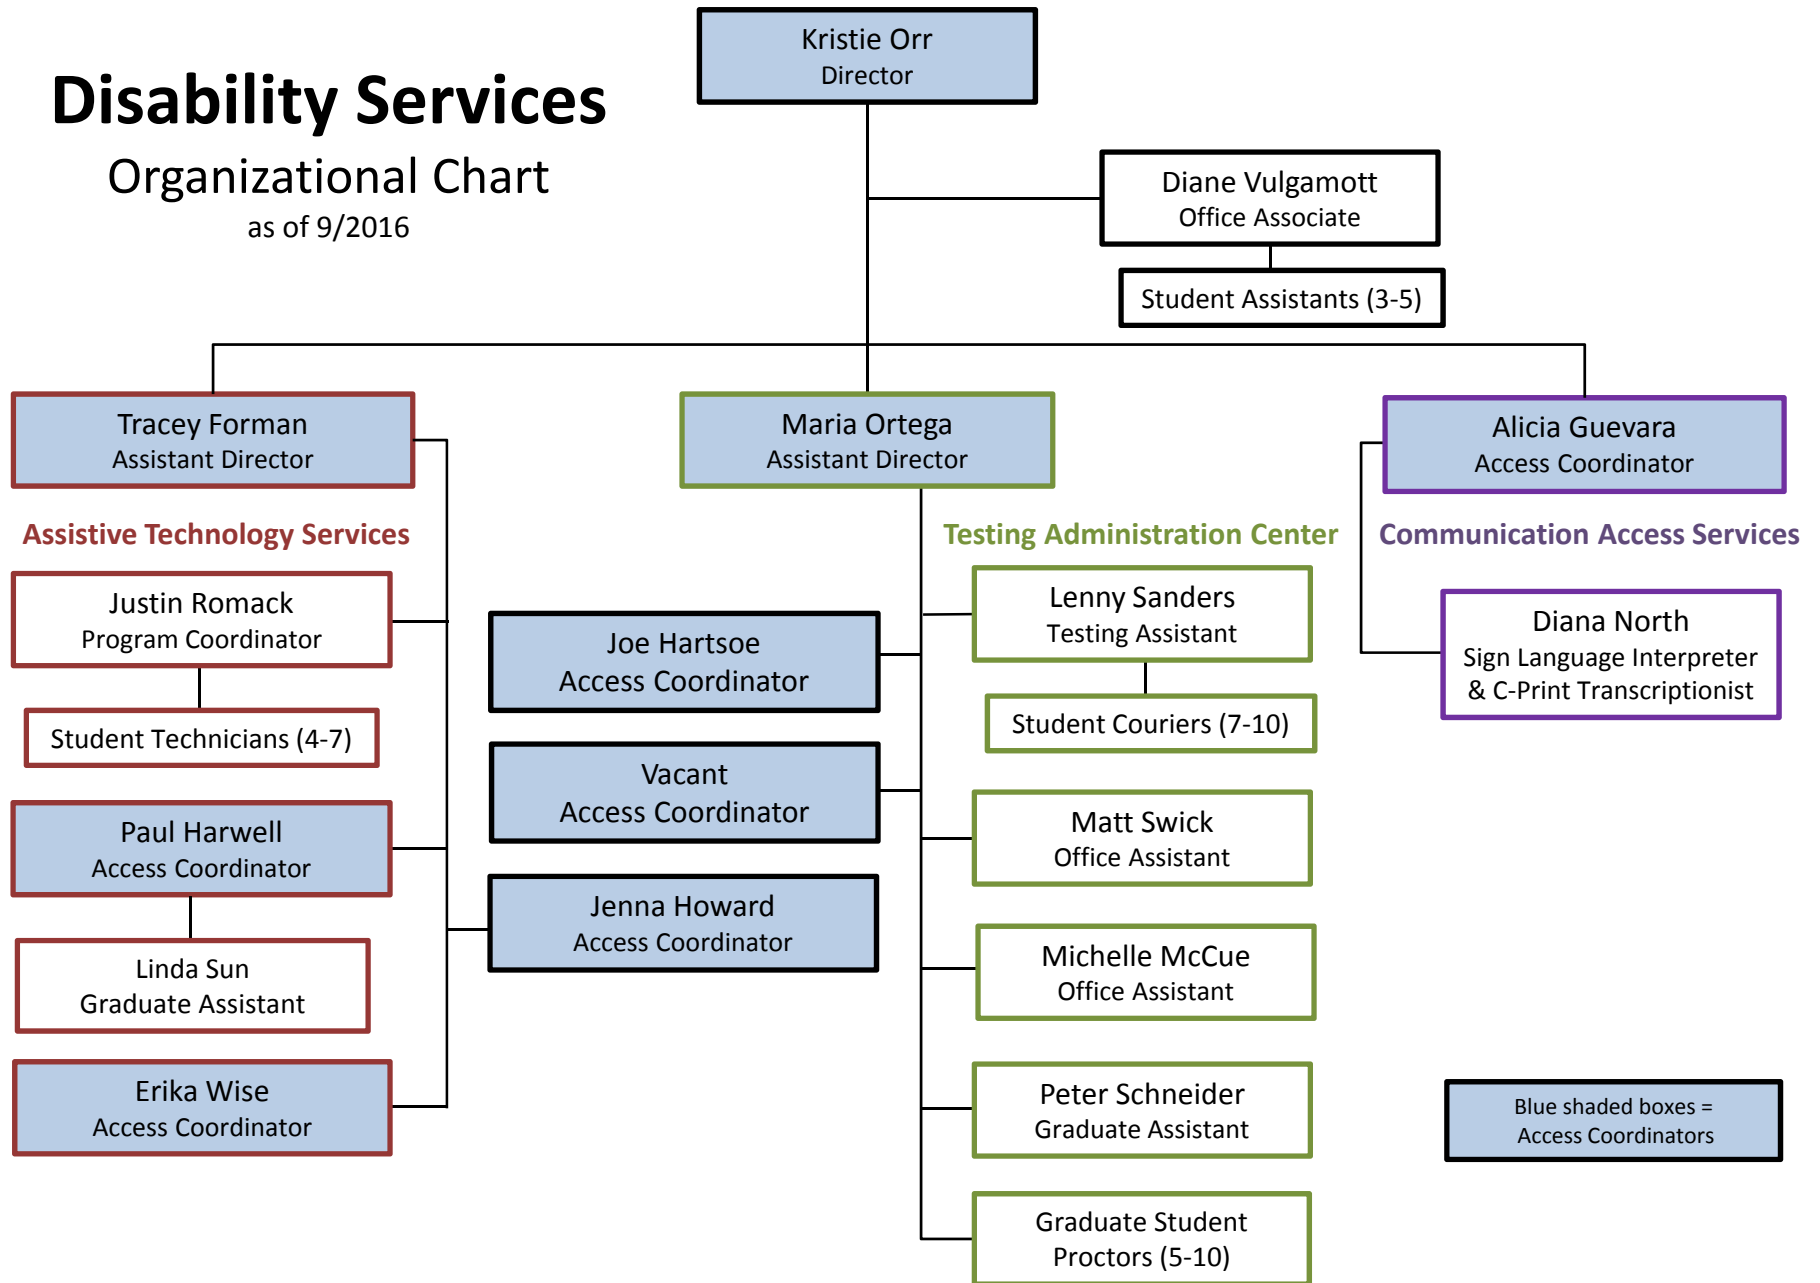 Kristie Orr
Director
Disability Services
Organizational Chart
as of 9/2016
Diane Vulgamott
Office Associate
Student Assistants (3-5)
Tracey Forman
Assistant Director
Maria Ortega
Assistant Director
Alicia Guevara
Access Coordinator
Assistive Technology Services
Testing Administration Center
Communication Access Services
Justin Romack
Program Coordinator
Student Technicians (4-7)
Paul Harwell
Access Coordinator
Linda Sun
Graduate Assistant
Erika Wise
Access Coordinator
Joe Hartsoe
Access Coordinator
Vacant
Access Coordinator
Jenna Howard
Access Coordinator
Lenny Sanders
Testing Assistant
Student Couriers (7-10)
Matt Swick
Office Assistant
Michelle McCue
Office Assistant
Peter Schneider
Graduate Assistant
Graduate Student
Proctors (5-10)
Diana North
Sign Language Interpreter
& C-Print Transcriptionist
Blue shaded boxes =
Access Coordinators